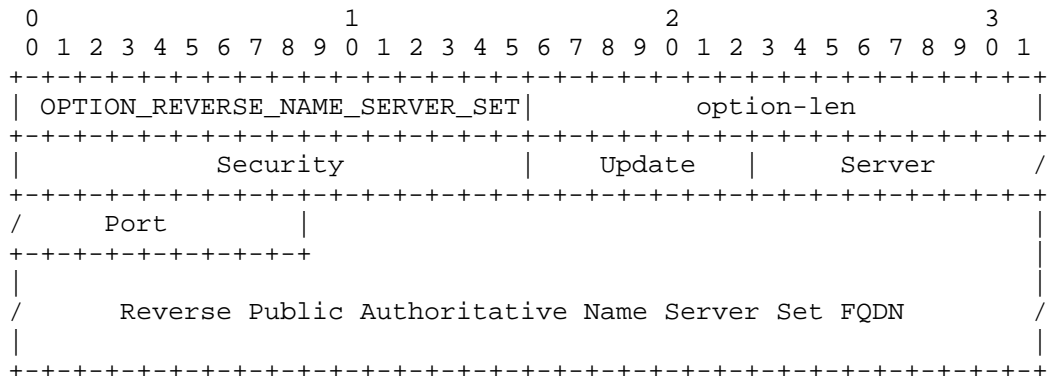 0 1 2 3
0 1 2 3 4 5 6 7 8 9 0 1 2 3 4 5 6 7 8 9 0 1 2 3 4 5 6 7 8 9 0 1
+-+-+-+-+-+-+-+-+-+-+-+-+-+-+-+-+-+-+-+-+-+-+-+-+-+-+-+-+-+-+-+-+
| OPTION_REVERSE_NAME_SERVER_SET| option-len |
+-+-+-+-+-+-+-+-+-+-+-+-+-+-+-+-+-+-+-+-+-+-+-+-+-+-+-+-+-+-+-+-+
| Security | Update | Server /
+-+-+-+-+-+-+-+-+-+-+-+-+-+-+-+-+-+-+-+-+-+-+-+-+-+-+-+-+-+-+-+-+
/ Port | |
+-+-+-+-+-+-+-+-+-+ |
| |
/ Reverse Public Authoritative Name Server Set FQDN /
| |
+-+-+-+-+-+-+-+-+-+-+-+-+-+-+-+-+-+-+-+-+-+-+-+-+-+-+-+-+-+-+-+-+